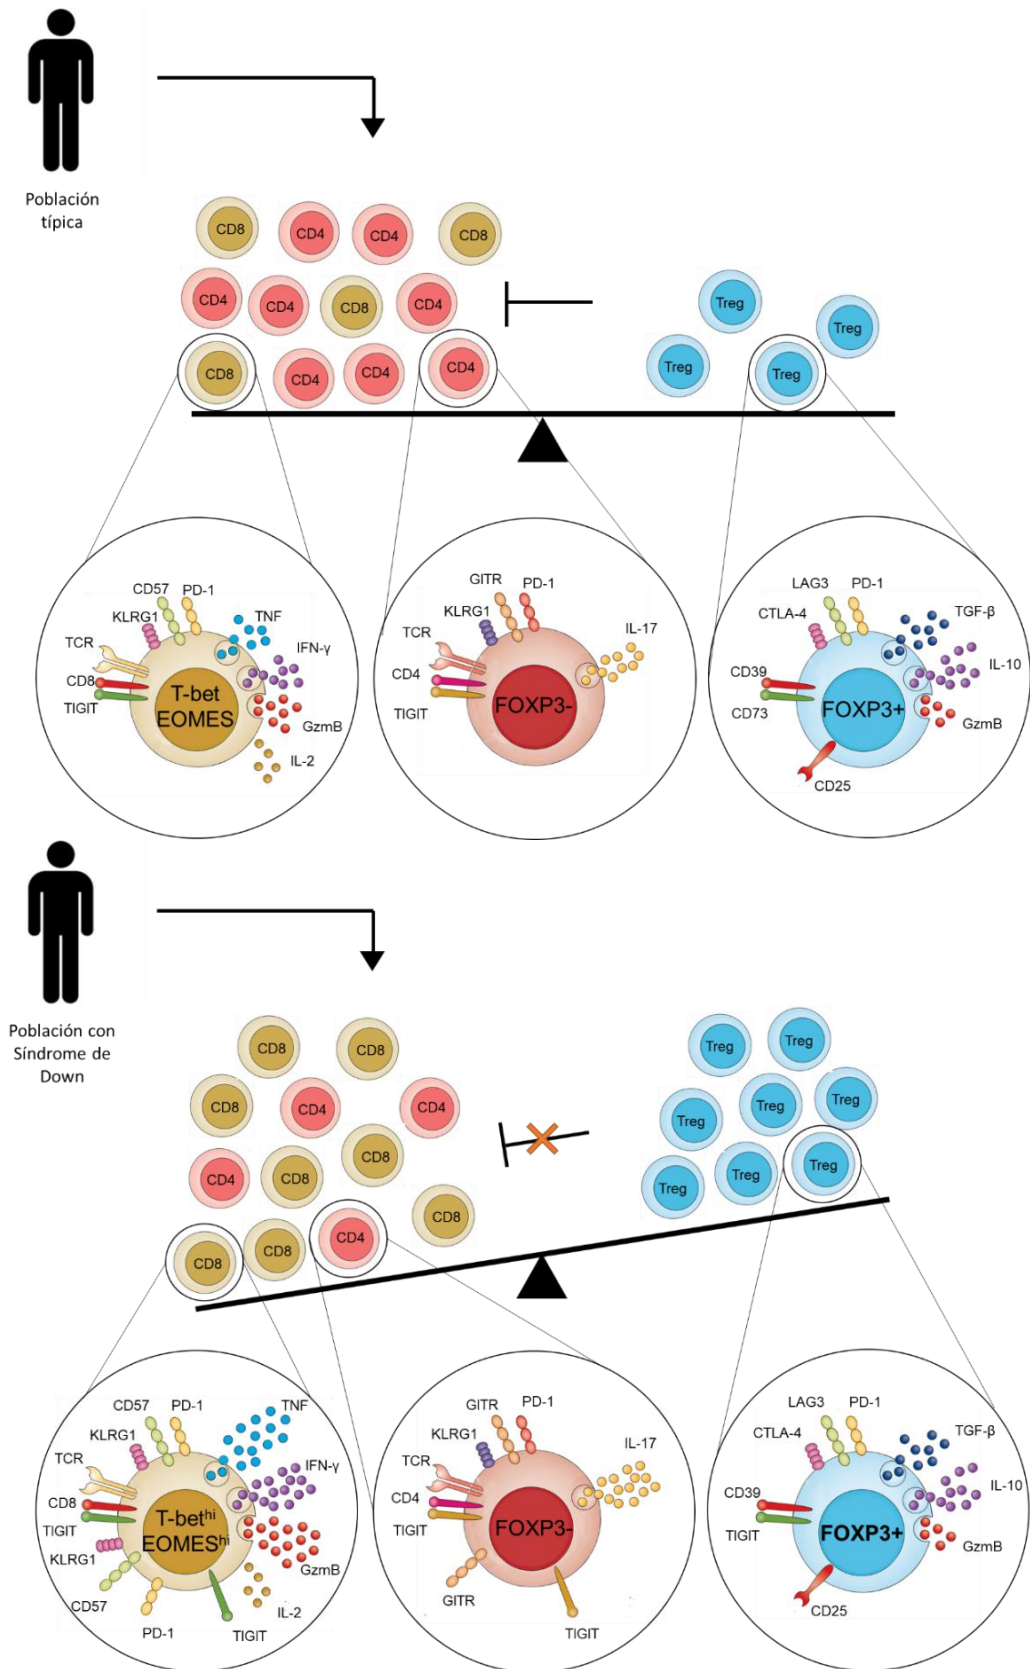 Población
típica
CD8
CD4
CD4
CD8
CD4
CD4
CD8
CD4
CD8
CD4
CD4
CD4
Treg
Treg
Treg
Treg
CD57
PD-1
KLRG1
TNF
TCR
IFN-γ
CD8
TIGIT
T-bet
EOMES
GzmB
IL-2
GITR
PD-1
KLRG1
TCR
IL-17
CD4
TIGIT
FOXP3-
LAG3
PD-1
CTLA-4
TGF-β
CD39
IL-10
CD73
FOXP3+
GzmB
CD25
Población con
Síndrome de
Down
CD8
CD8
CD8
CD4
CD4
CD4
CD8
CD8
CD8
CD8
CD8
CD4
Treg
Treg
Treg
Treg
Treg
Treg
Treg
Treg
CD57
PD-1
TNF
KLRG1
TCR
IFN-γ
CD8
TIGIT
T-bethi
EOMEShi
KLRG1
GzmB
CD57
IL-2
PD-1
TIGIT
GITR
PD-1
KLRG1
IL-17
TCR
CD4
TIGIT
FOXP3-
GITR
TIGIT
LAG3
PD-1
CTLA-4
TGF-β
CD39
IL-10
TIGIT
FOXP3+
GzmB
CD25